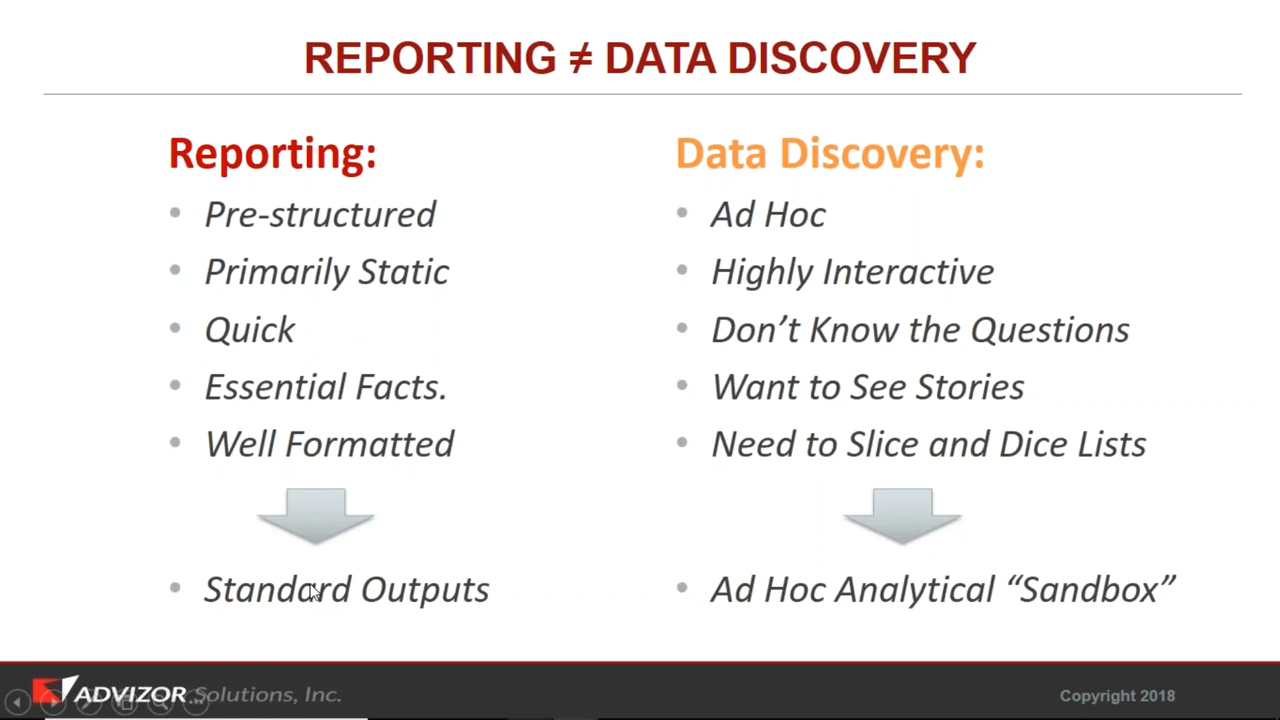 REPORTING ≠ DATA DISCOVERY
Reporting:
• Pre-structured
• Primarily Static
• Quick
• Essential Facts.
• Well Formatted
• Standard Outputs
Data Discovery:
• Ad Hoc
• Highly Interactive
• Don’t Know the Questions
• Want to See Stories
• Need to Slice and Dice Lists
• Ad Hoc Analytical “Sandbox”
ADVIZOR Solutions, Inc.
Copyright 2018